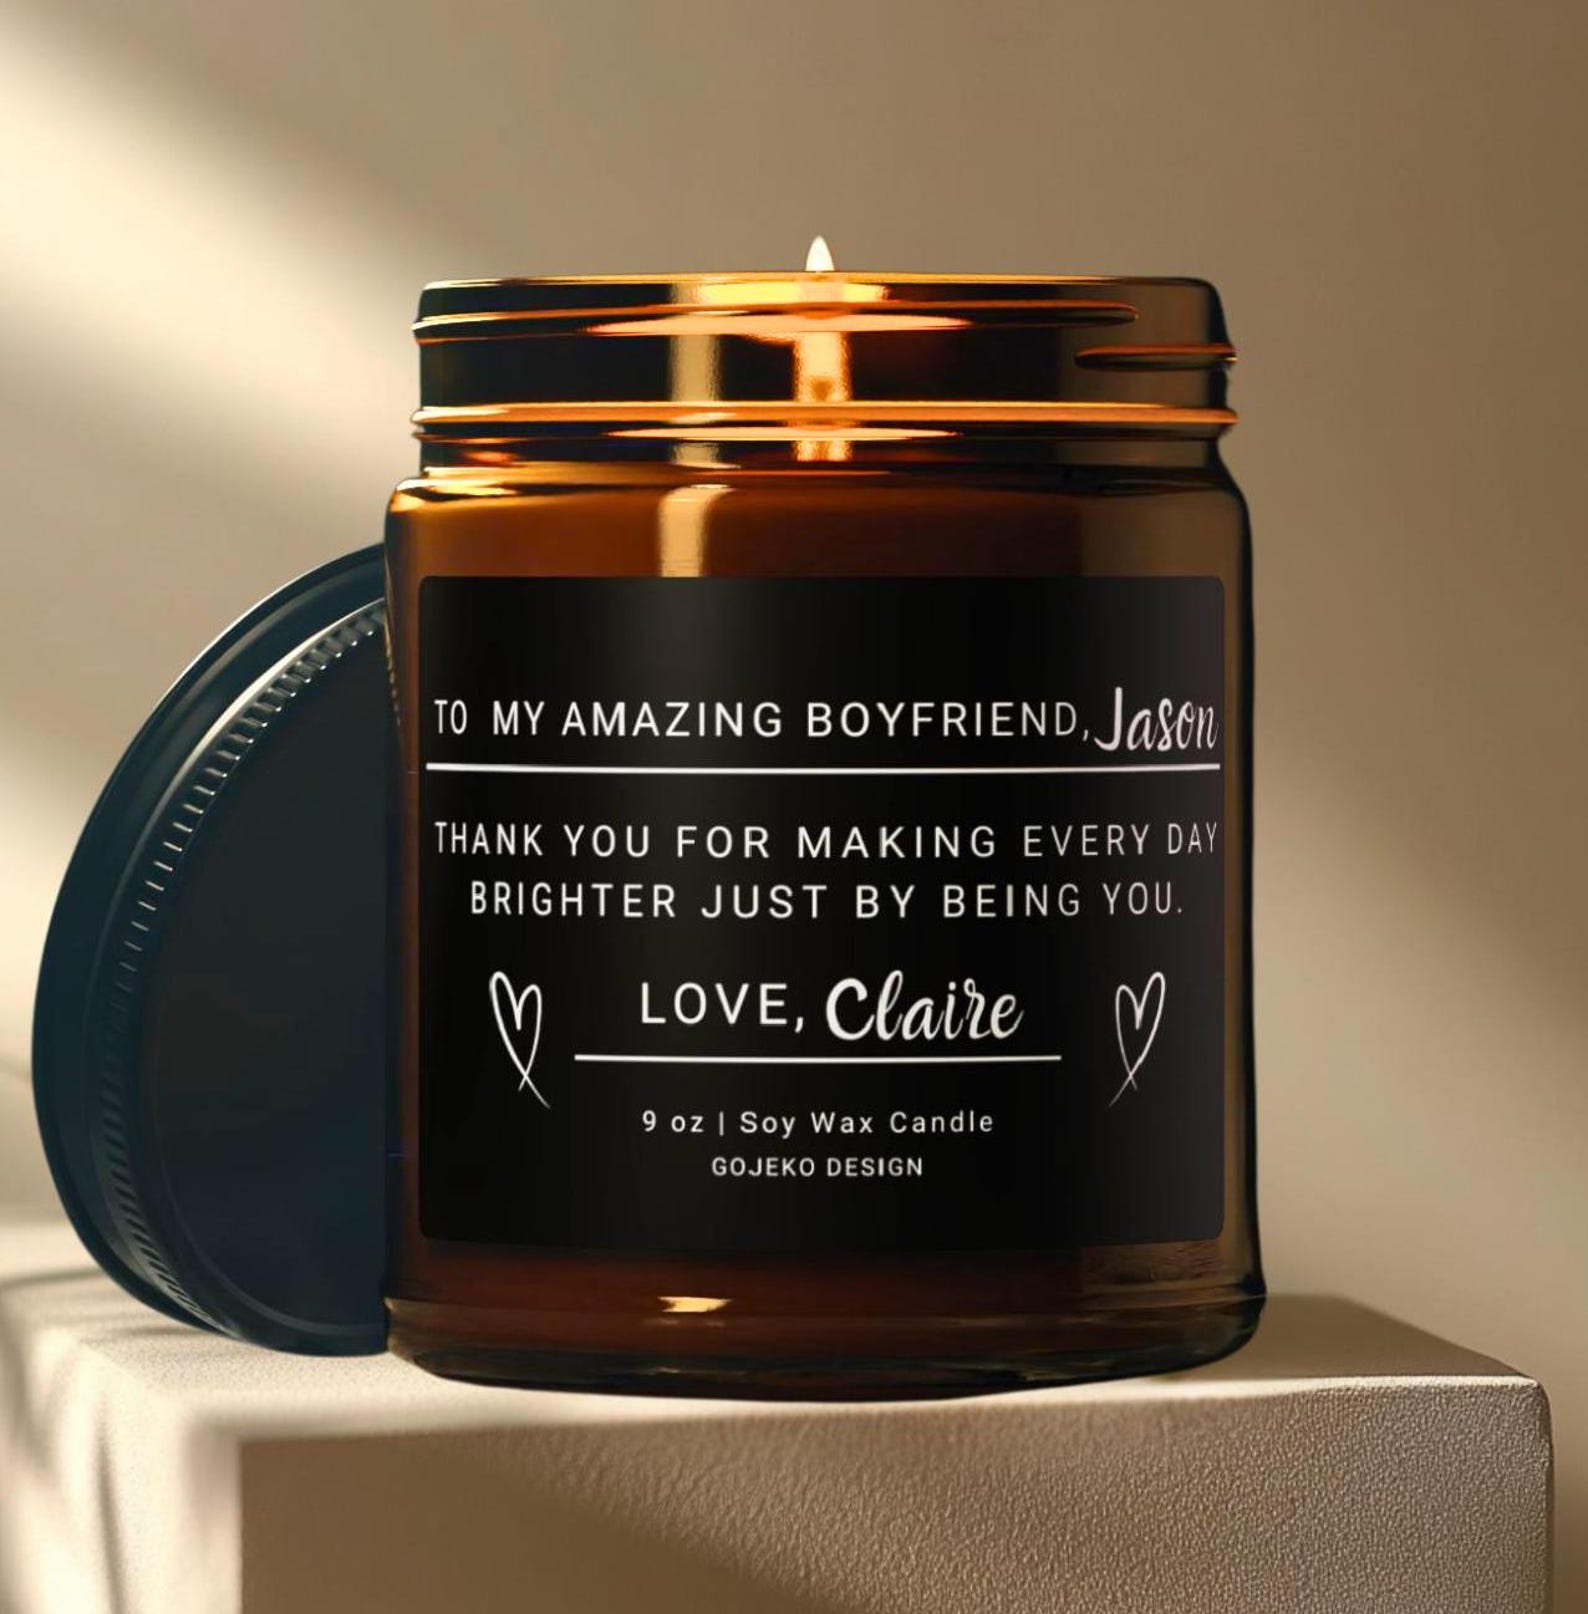 TO MY AMAZING BOYFRIEND, Jason
THANK YOU FOR MAKING EVERY DAY
BRIGHTER JUST BY BEING YOU.
LOVE, Claire
9 oz | Soy Wax Candle
GOJEKO DESIGN